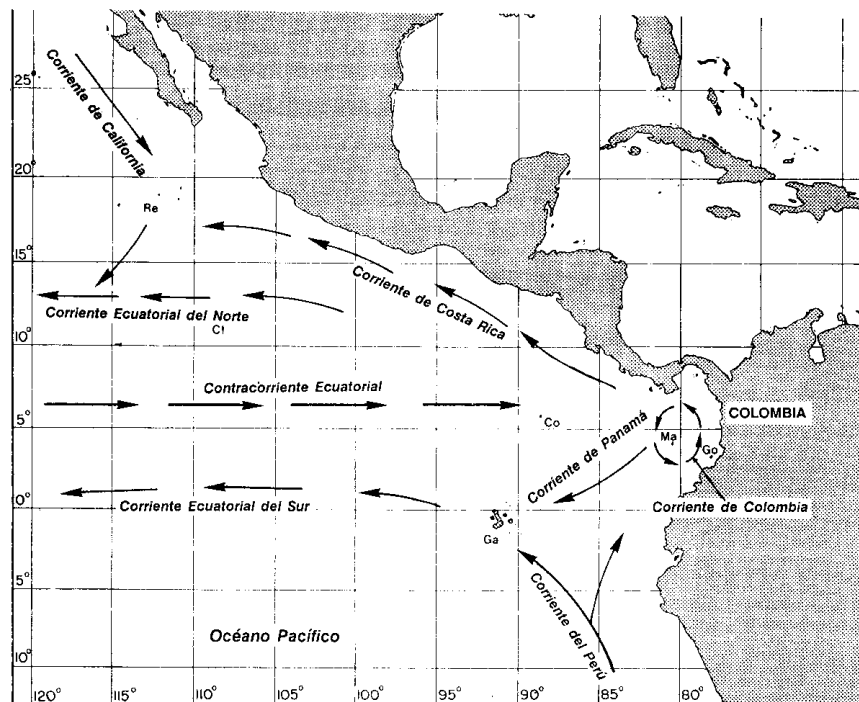 25°
20°
15°
10°
5°
0°
5°
10°
120°
115°
110°
105°
100°
95°
90°
85°
80°
Corriente de California
Re
Corriente de Costa Rica
Corriente Ecuatorial del Norte
Cl
Contracorriente Ecuatorial
Co
COLOMBIA
Ma
Go
Corriente de Panamá
Corriente de Colombia
Corriente Ecuatorial del Sur
Ga
Corriente del Perú
Océano Pacífico